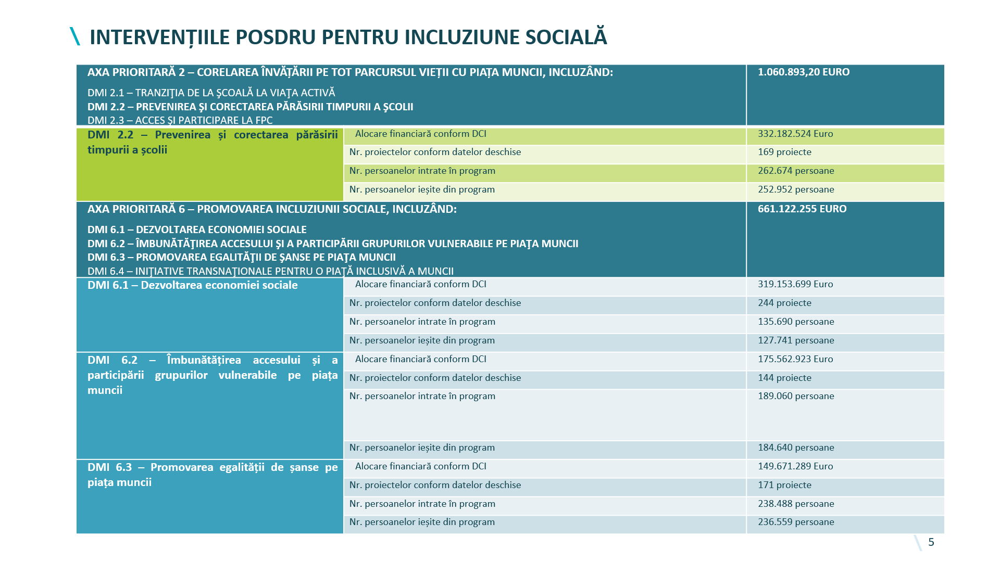 INTERVENȚIILE POSDRU PENTRU INCLUZIUNE SOCIALĂ
AXA PRIORITARĂ 2 – CORELAREA ÎNVĂȚĂRII PE TOT PARCURSUL VIEȚII CU PIAȚA MUNCII, INCLUZÂND:
1.060.893,20 EURO
DMI 2.1 – TRANZIŢIA DE LA ŞCOALĂ LA VIAŢA ACTIVĂ
DMI 2.2 – PREVENIREA ŞI CORECTAREA PĂRĂSIRII TIMPURII A ŞCOLII
DMI 2.3 – ACCES ŞI PARTICIPARE LA FPC
DMI 2.2 – Prevenirea și corectarea părăsirii
timpurii a școlii
Alocare financiară conform DCI
332.182.524 Euro
Nr. proiectelor conform datelor deschise
169 proiecte
Nr. persoanelor intrate în program
262.674 persoane
Nr. persoanelor ieșite din program
252.952 persoane
AXA PRIORITARĂ 6 – PROMOVAREA INCLUZIUNII SOCIALE, INCLUZÂND:
661.122.255 EURO
DMI 6.1 – DEZVOLTAREA ECONOMIEI SOCIALE
DMI 6.2 – ÎMBUNĂTĂŢIREA ACCESULUI ŞI A PARTICIPĂRII GRUPURILOR VULNERABILE PE PIAŢA MUNCII
DMI 6.3 – PROMOVAREA EGALITĂŢII DE ŞANSE PE PIAŢA MUNCII
DMI 6.4 – INIŢIATIVE TRANSNAŢIONALE PENTRU O PIAŢĂ INCLUSIVĂ A MUNCII
DMI 6.1 – Dezvoltarea economiei sociale
Alocare financiară conform DCI
319.153.699 Euro
Nr. proiectelor conform datelor deschise
244 proiecte
Nr. persoanelor intrate în program
135.690 persoane
Nr. persoanelor ieșite din program
127.741 persoane
DMI 6.2 – Îmbunătățirea accesului și a
participării grupurilor vulnerabile pe piața
muncii
Alocare financiară conform DCI
175.562.923 Euro
Nr. proiectelor conform datelor deschise
144 proiecte
Nr. persoanelor intrate în program
189.060 persoane
Nr. persoanelor ieșite din program
184.640 persoane
DMI 6.3 – Promovarea egalității de șanse pe
piața muncii
Alocare financiară conform DCI
149.671.289 Euro
Nr. proiectelor conform datelor deschise
171 proiecte
Nr. persoanelor intrate în program
238.488 persoane
Nr. persoanelor ieșite din program
236.559 persoane
5